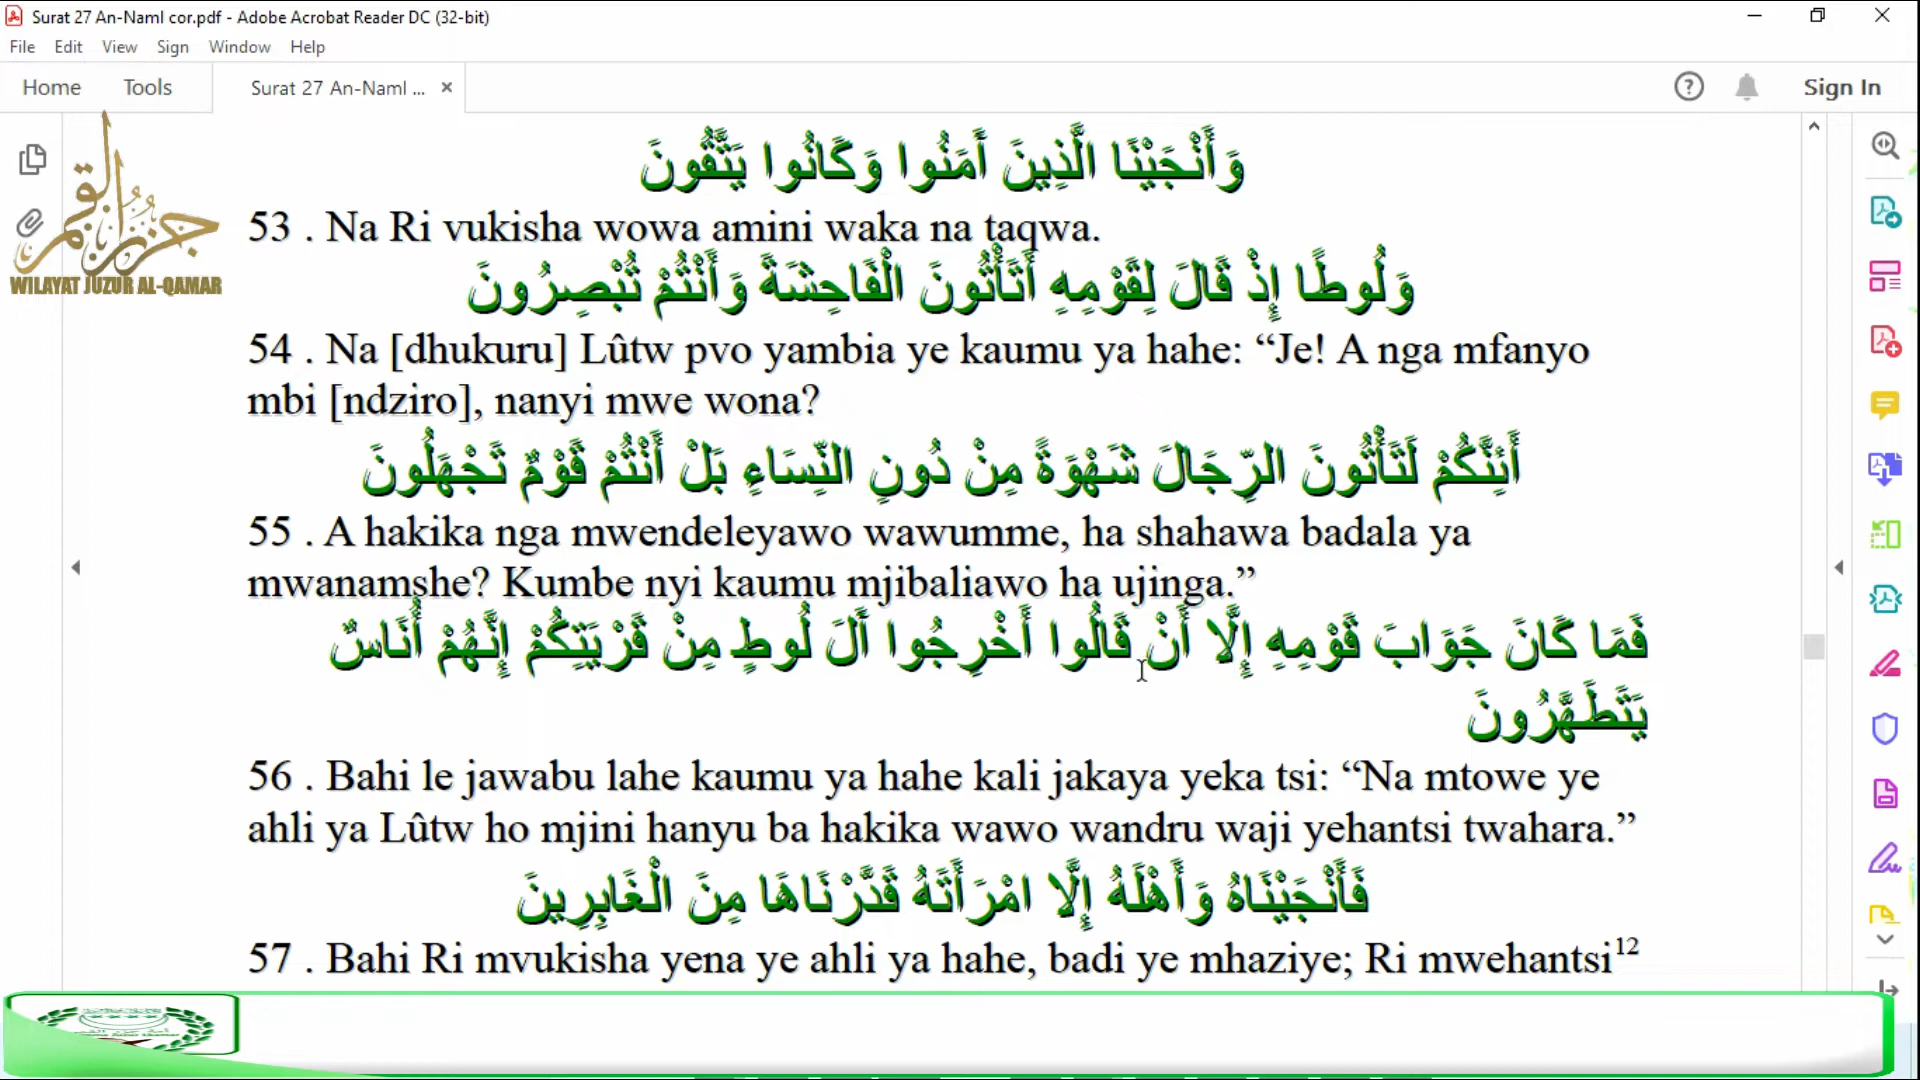 Surat 27 An-Naml cor.pdf - Adobe Acrobat Reader DC (32-bit)
File Edit View Sign Window Help
Home Tools Surat 27 An-Naml ... × Sign In
جزر القمر
WILAYAT JUZUR AL-QAMAR
وَأَنْجَيْنَا الَّذِينَ آَمَنُوا وَكَانُوا يَتَّقُونَ
53 . Na Ri vukisha wowa amini waka na taqwa.
وَلُوطًا إِذْ قَالَ لِقَوْمِهِ أَتَأْتُونَ الْفَاحِشَةَ وَأَنْتُمْ تُبْصِرُونَ
54 . Na [dhukuru] Lûtw pvo yambia ye kaumu ya hahe: “Je! A nga mfanyo
mbi [ndziro], nanyi mwe wona?
أَئِنَّكُمْ لَتَأْتُونَ الرِّجَالَ شَهْوَةً مِنْ دُونِ النِّسَاءِ بَلْ أَنْتُمْ قَوْمٌ تَجْهَلُونَ
55 . A hakika nga mwendeleyawo wawumme, ha shahawa badala ya
mwanamshe? Kumbe nyi kaumu mjibaliawo ha ujinga.”
فَمَا كَانَ جَوَابَ قَوْمِهِ إِلَّا أَنْ قَالُوا أَخْرِجُوا آَلَ لُوطٍ مِنْ قَرْيَتِكُمْ إِنَّهُمْ أُنَاسٌ
يَتَطَهَّرُونَ
56 . Bahi le jawabu lahe kaumu ya hahe kali jakaya yeka tsi: “Na mtowe ye
ahli ya Lûtw ho mjini hanyu ba hakika wawo wandru waji yehantsi twahara.”
فَأَنْجَيْنَاهُ وَأَهْلَهُ إِلَّا امْرَأَتَهُ قَدَّرْنَاهَا مِنَ الْغَابِرِينَ
57 . Bahi Ri mvukisha yena ye ahli ya hahe, badi ye mhaziye; Ri mwehantsi12